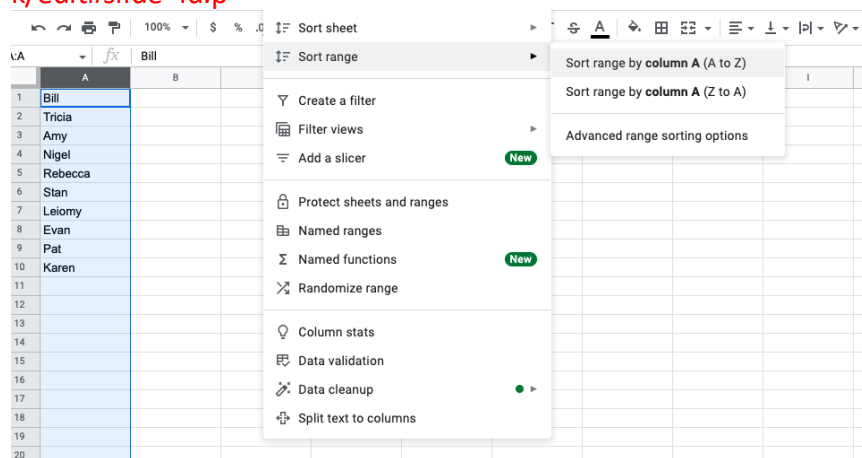 100%
$
%
.0
Sort sheet
Sort range
A
A:A
fx
Bill
Sort range by column A (A to Z)
Sort range by column A (Z to A)
Advanced range sorting options
Create a filter
Filter views
Add a slicer
New
Protect sheets and ranges
Named ranges
Named functions
New
Randomize range
Column stats
Data validation
Data cleanup
Split text to columns
A
B
I
1 Bill
2 Tricia
3 Amy
4 Nigel
5 Rebecca
6 Stan
7 Leiomy
8 Evan
9 Pat
10 Karen
11
12
13
14
15
16
17
18
19
20